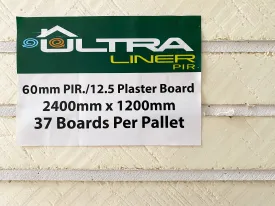 ULTRA
LINER
PIR
60mm PIR./12.5 Plaster Board
2400mm x 1200mm
37 Boards Per Pallet